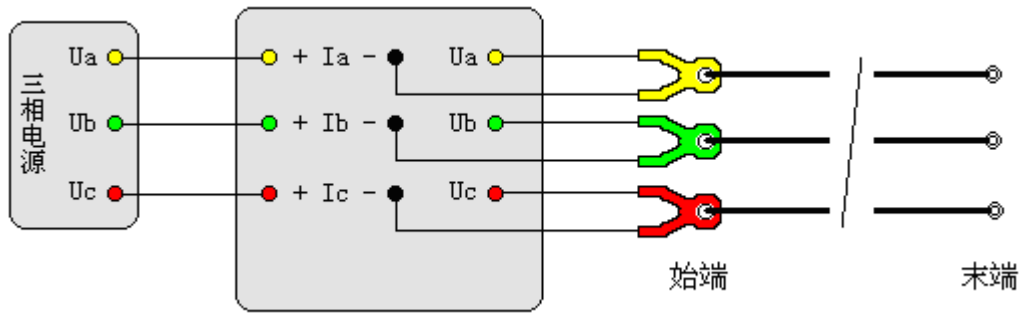 三相电源
Ua + Ia - Ua
Ub + Ib - Ub
Uc + Ic - Uc
始端 末端